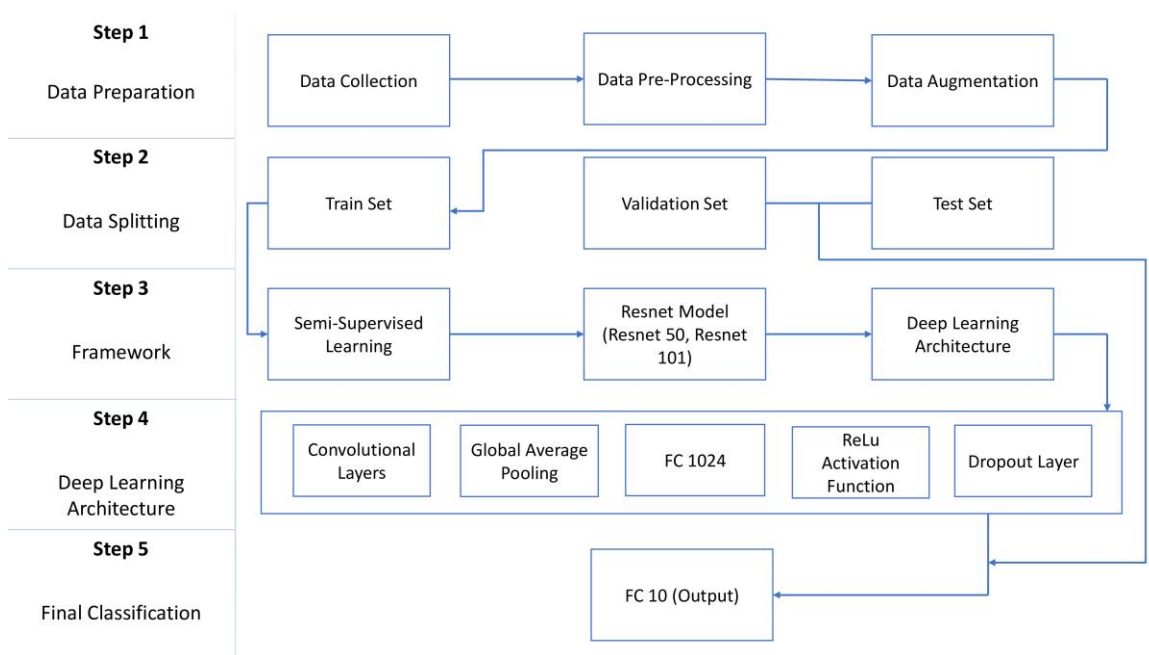 Step 1
Data Preparation
Data Collection
Data Pre-Processing
Data Augmentation
Step 2
Data Splitting
Train Set
Validation Set
Test Set
Step 3
Framework
Semi-Supervised
Learning
Resnet Model
(Resnet 50, Resnet
101)
Deep Learning
Architecture
Step 4
Deep Learning
Architecture
Convolutional
Layers
Global Average
Pooling
FC 1024
ReLu
Activation
Function
Dropout Layer
Step 5
Final Classification
FC 10 (Output)